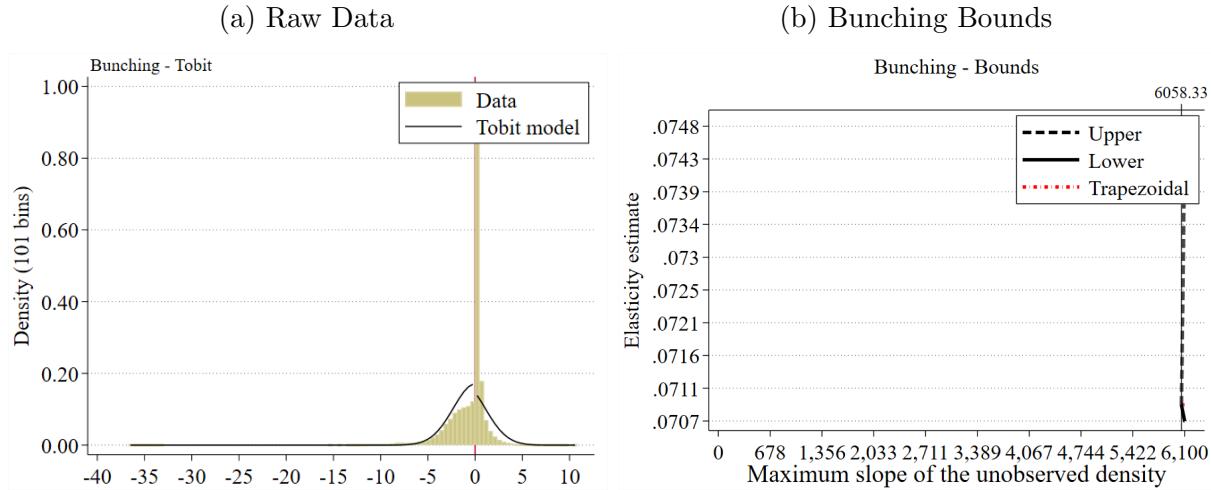 (a) Raw Data
Bunching - Tobit
Density (101 bins)
1.00
0.80
0.60
0.40
0.20
0.00
Data
Tobit model
-40 -35 -30 -25 -20 -15 -10 -5 0 5 10
(b) Bunching Bounds
Bunching - Bounds
6058.33
Elasticity estimate
.0748
.0743
.0739
.0734
.073
.0725
.0721
.0716
.0711
.0707
Upper
Lower
Trapezoidal
0 678 1,356 2,033 2,711 3,389 4,067 4,744 5,422 6,100
Maximum slope of the unobserved density